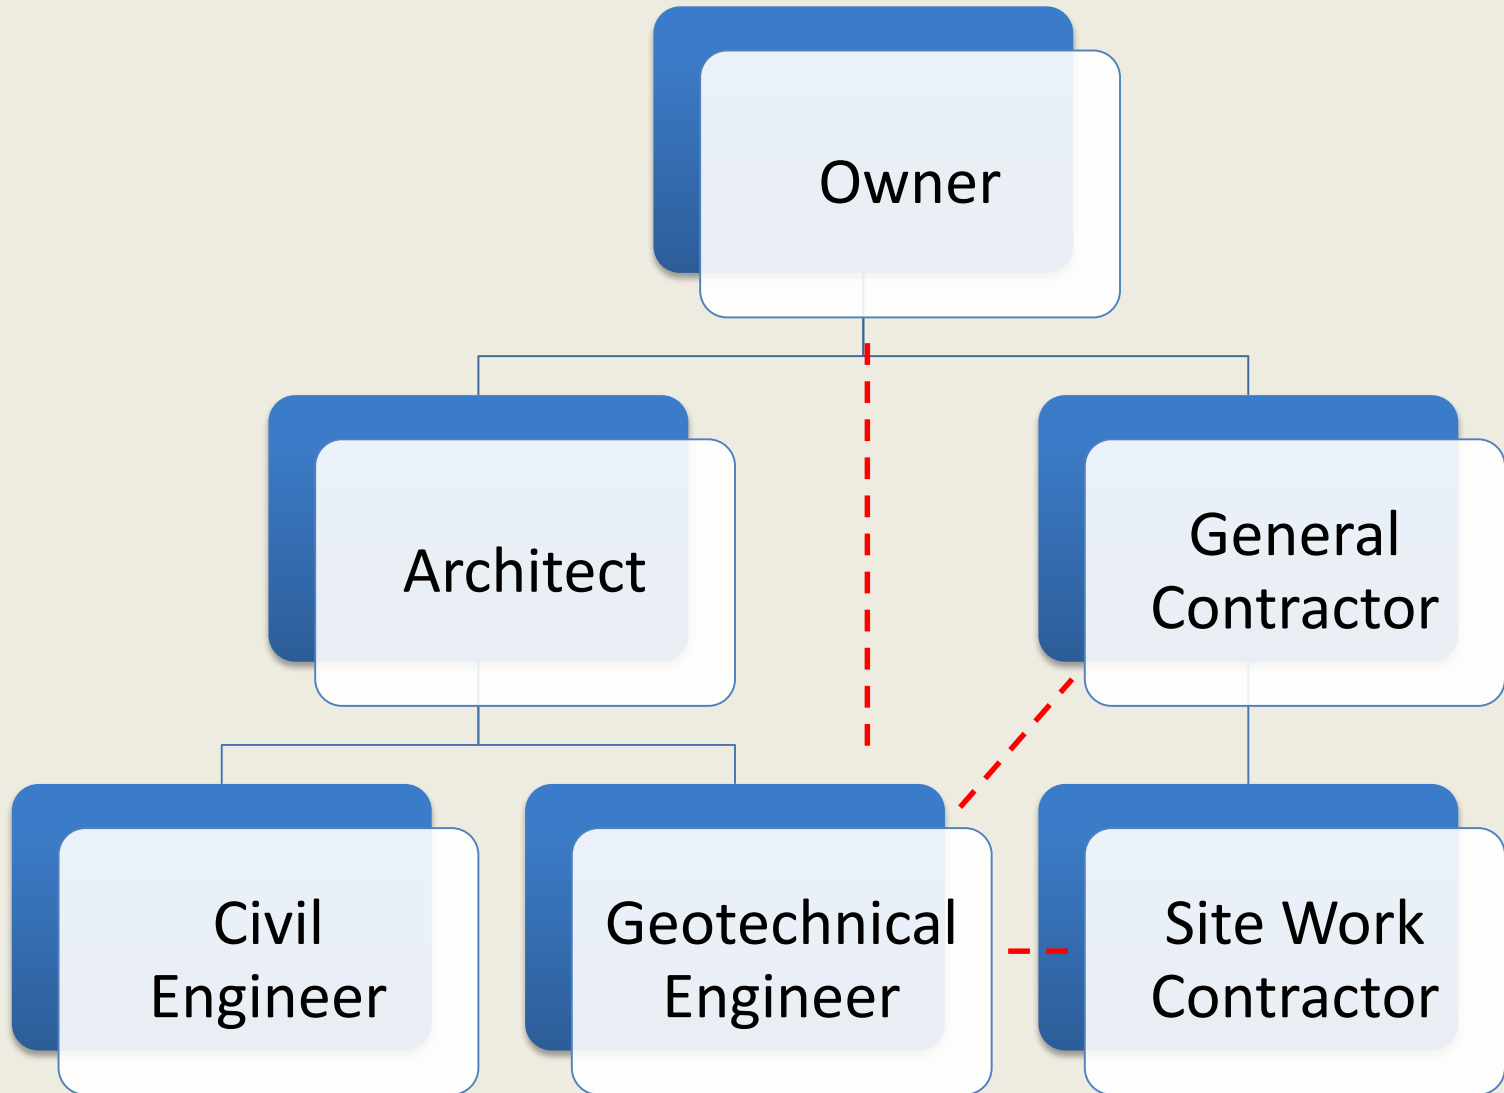 Owner
Architect
General
Contractor
Civil
Engineer
Geotechnical
Engineer
Site Work
Contractor